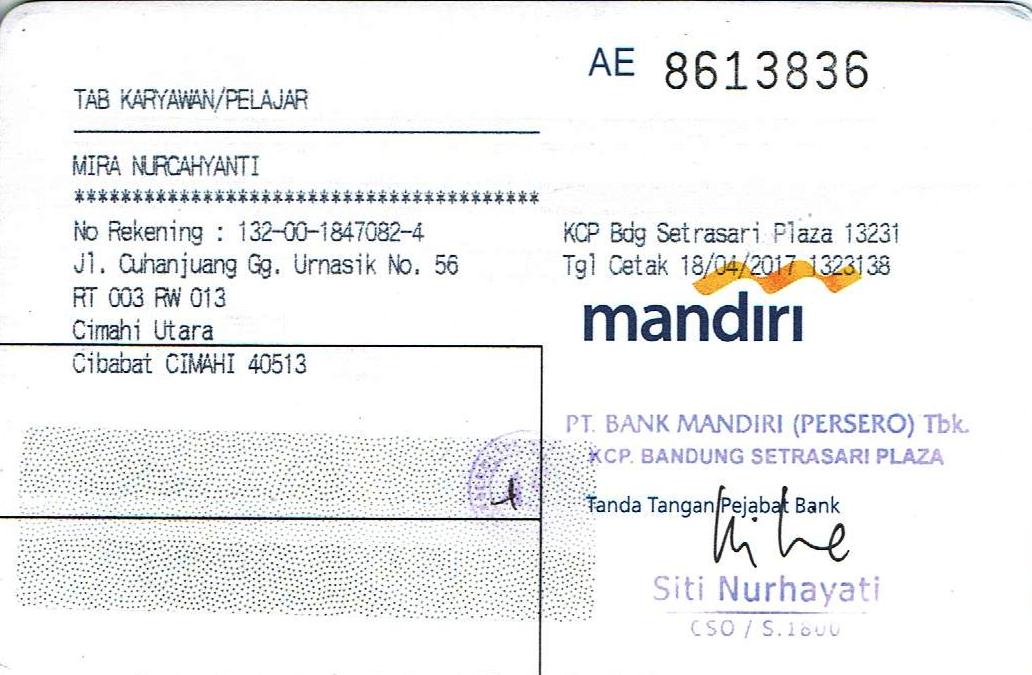 AE 8613836
TAB KARYAWAN/PELAJAR
MIRA NURCAHYANTI
****************************************
No Rekening : 132-00-1847082-4
Jl. Cuhanjuang Gg. Urnasik No. 56
RT 003 RW 013
Cimahi Utara
Cibabat CIMAHI 40513
KCP Bdg Setrasari Plaza 13231
Tgl Cetak 18/04/2017 1323138
mandiri
PT. BANK MANDIRI (PERSERO) Tbk.
KCP. BANDUNG SETRASARI PLAZA
Tanda Tangan Pejabat Bank
Siti Nurhayati
CSO / S.1800